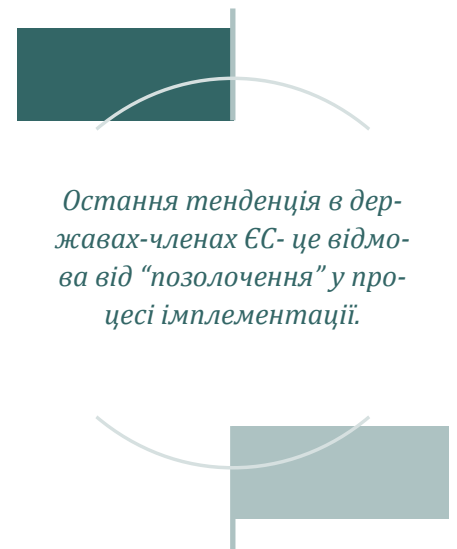 Остання тенденція в дер-
жавах-членах ЄС- це відмо-
ва від “позолочення” у про-
цесі імплементації.